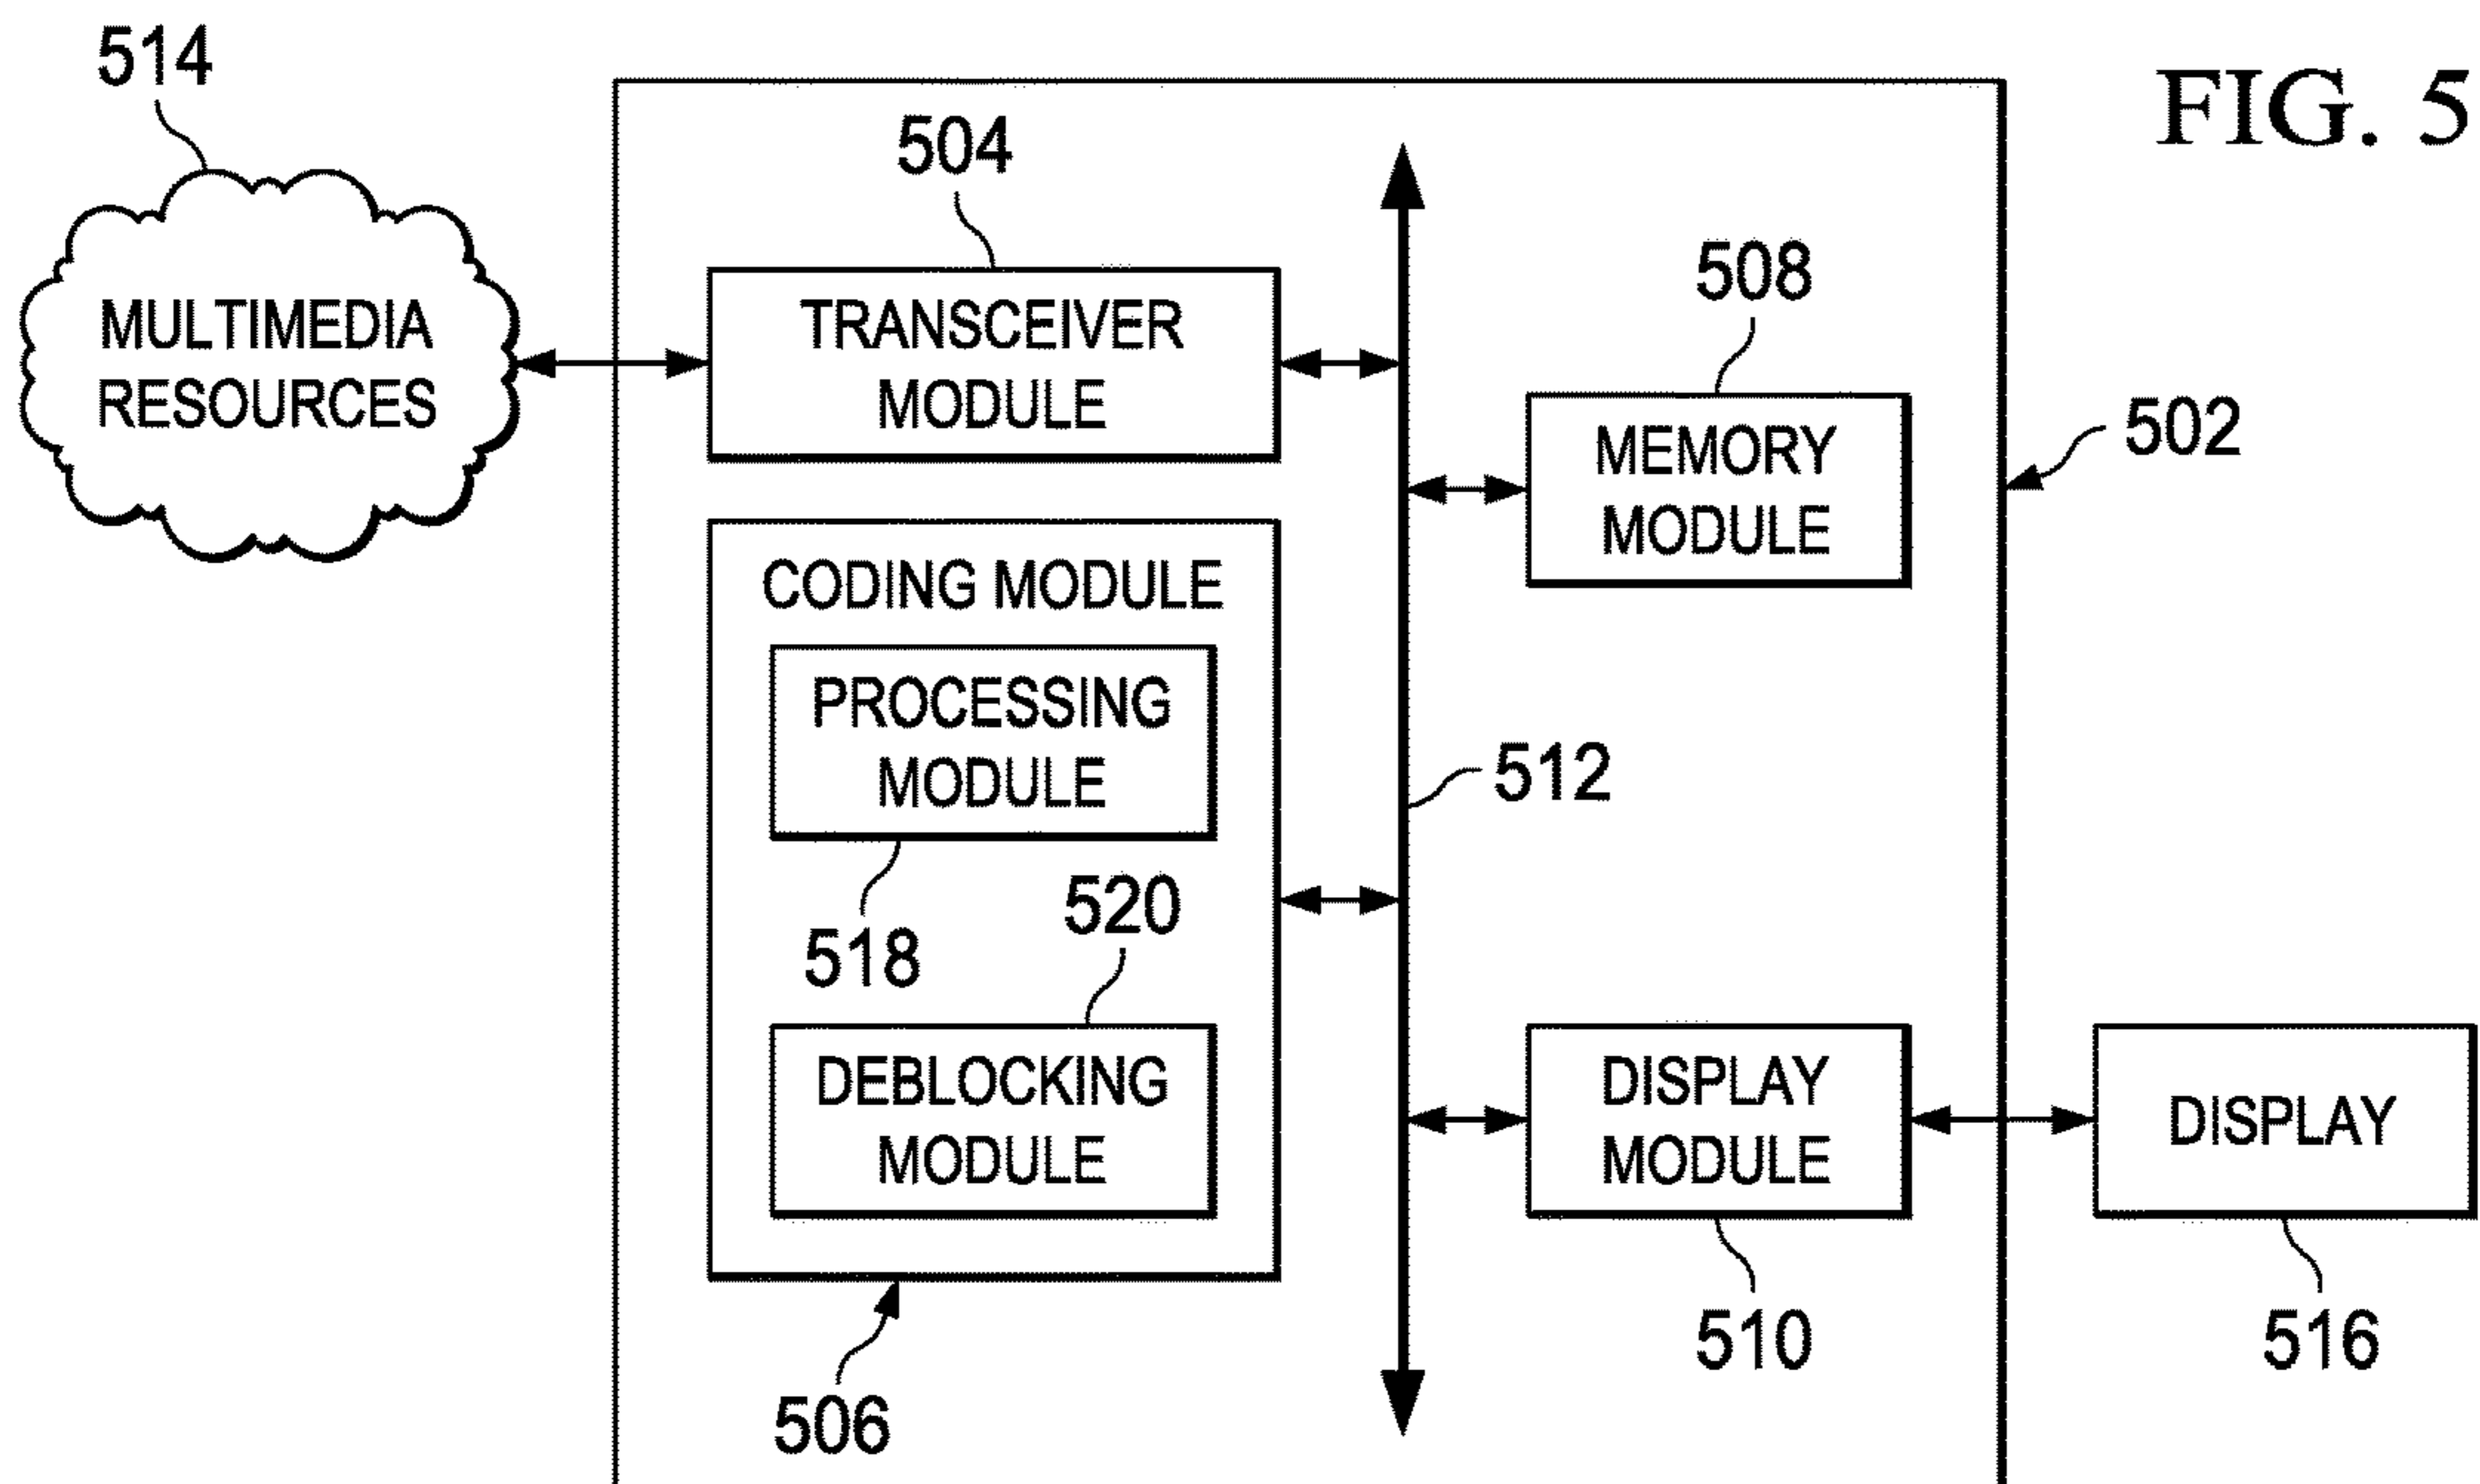 514
FIG. 5
504
508
MULTIMEDIA
RESOURCES
TRANSCEIVER
MODULE
502
MEMORY
MODULE
CODING MODULE
PROCESSING
MODULE
512
518
520
DEBLOCKING
MODULE
DISPLAY
MODULE
DISPLAY
510
516
506